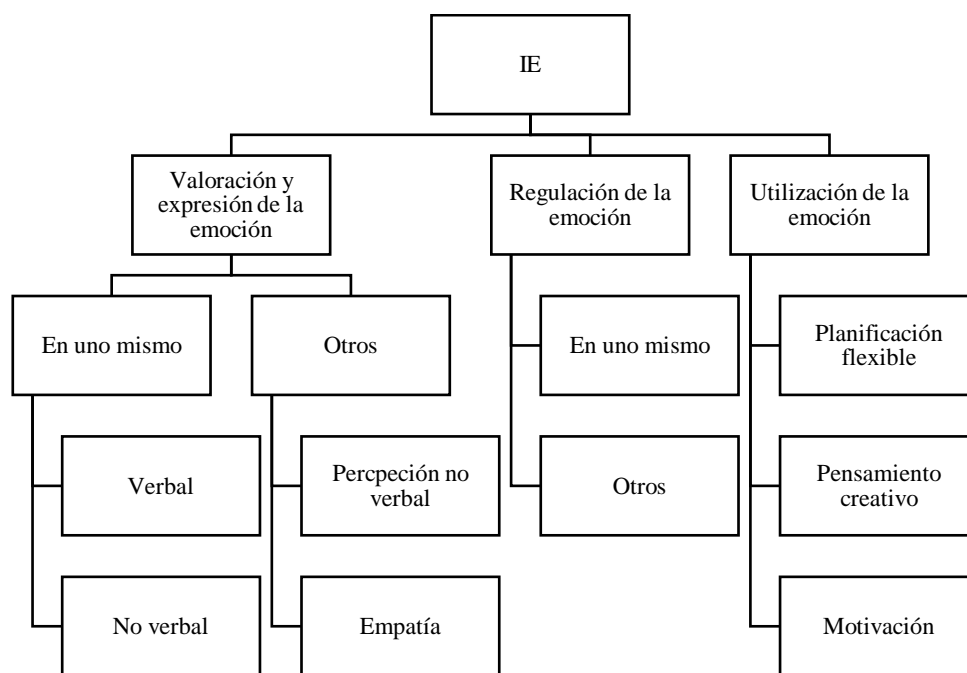 IE
Valoración y
expresión de la
emoción
Regulación de la
emoción
Utilización de la
emoción
En uno mismo
Otros
En uno mismo
Planificación
flexible
Verbal
Percpeción no
verbal
Otros
Pensamiento
creativo
No verbal
Empatía
Motivación